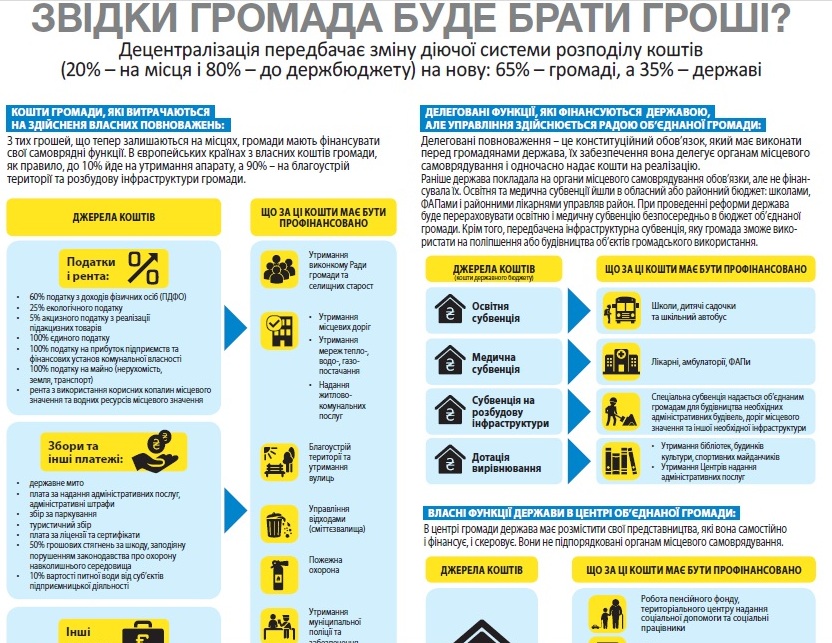 ЗВІДКИ ГРОМАДА БУДЕ БРАТИ ГРОШІ?
Децентралізація передбачає зміну діючої системи розподілу коштів
(20% – на місця і 80% – до держбюджету) на нову: 65% – громаді, а 35% – державі
КОШТИ ГРОМАДИ, ЯКІ ВИТРАЧАЮТЬСЯ
НА ЗДІЙСНЕНЯ ВЛАСНИХ ПОВНОВАЖЕНЬ:
З тих грошей, що тепер залишаються на місцях, громади мають фінансувати
свої самоврядні функції. В європейських країнах з власних коштів громади,
як правило, до 10% йде на утримання апарату, а 90% – на благоустрій
території та розбудову інфраструктури громади.
ДЖЕРЕЛА КОШТІВ
ЩО ЗА ЦІ КОШТИ МАЄ БУТИ
ПРОФІНАНСОВАНО
Податки
і рента:
• 60% податку з доходів фізичних осіб (ПДФО)
• 25% екологічного податку
• 5% акцизного податку з реалізації
підакцизних товарів
• 100% єдиного податку
• 100% податку на прибуток підприємств та
фінансових установ комунальної власності
• 100% податку на майно (нерухомість,
земля, транспорт)
• рента з використання корисних копалин місцевого
значення та водних ресурсів місцевого значення
Збори та
інші платежі:
• державне мито
• плата за надання адміністративних послуг,
адміністративні штрафи
• збір за паркування
• туристичний збір
• плата за ліцензії та сертифікати
• 50% грошових стягнень за шкоду, заподіяну
порушенням законодавства про охорону
навколишнього середовища
• 10% вартості питної води від суб'єктів
підприємницької діяльності
Інші
Утримання
виконкому Ради
громади та
селищних старост
• Утримання
місцевих доріг
• Утримання
мереж тепло-,
водо-, газо-
постачання
• Надання
житлово-
комунальних
послуг
Благоустрій
території та
утримання
вулиць
Управління
відходами
(сміттєзвалища)
Пожежна
охорона
Утримання
муніципальної
поліції та
ДЕЛЕГОВАНІ ФУНКЦІЇ, ЯКІ ФІНАНСУЮТЬСЯ ДЕРЖАВОЮ,
АЛЕ УПРАВЛІННЯ ЗДІЙСНЮЄТЬСЯ РАДОЮ ОБ'ЄДНАНОЇ ГРОМАДИ:
Делеговані повноваження – це конституційний обов'язок, який має виконати
перед громадянами держава, їх забезпечення вона делегує органам місцевого
самоврядування і одночасно надає кошти на реалізацію.
Раніше держава покладала на органи місцевого самоврядування обов'язки, але не фінан-
сувала їх. Освітня та медична субвенції йшли в обласний або районний бюджет: школами,
ФАПами і районними лікарнями управляв район. При проведенні реформи держава
буде перераховувати освітню і медичну субвенцію безпосередньо в бюджет об'єднаної
громади. Крім того, передбачена інфраструктурна субвенція, яку громада зможе вико-
ристати на поліпшення або будівництва об'єктів громадського використання.
ДЖЕРЕЛА КОШТІВ
(кошти державного бюджету)
ЩО ЗА ЦІ КОШТИ МАЄ БУТИ ПРОФІНАНСОВАНО
Освітня
субвенція
Школи, дитячі садочки
та шкільний автобус
Медична
субвенція
Лікарні, амбулаторії, ФАПи
Субвенція на
розбудову
інфраструктури
Спеціальна субвенція надається об'єднаним
громадам для будівництва необхідних
адміністративних будівель, доріг місцевого
значення та іншої необхідної інфраструктури
Дотація
вирівнювання
• Утримання бібліотек, будинків
культури, спортивних майданчиків
• Утримання Центрів надання
адміністративних послуг
ВЛАСНІ ФУНКЦІЇ ДЕРЖАВИ В ЦЕНТРІ ОБ'ЄДНАНОЇ ГРОМАДИ:
В центрі громади держава має розмістити свої представництва, які вона самостійно
і фінансує, і скеровує. Вони не підпорядковані органам місцевого самоврядування.
ДЖЕРЕЛА КОШТІВ
ЩО ЗА ЦІ КОШТИ МАЄ БУТИ ПРОФІНАНСОВАНО
Робота пенсійного фонду,
територіального центру надання
соціальної допомоги та соціальні
працівники